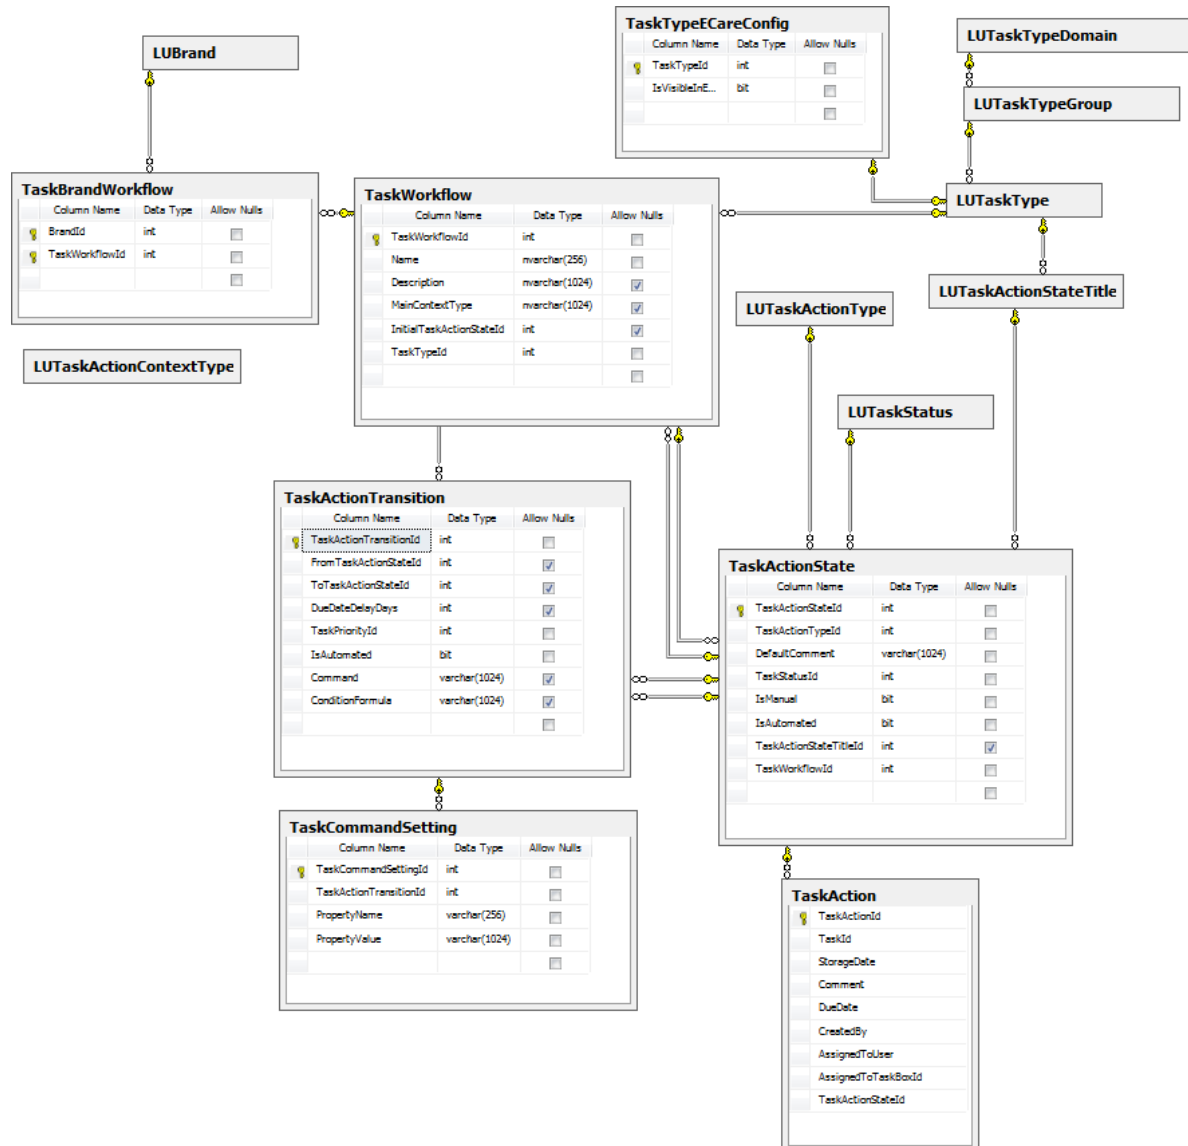 TaskTypeECareConfig
Column Name Data Type Allow Nulls
TaskTypeId int
IsVisibleInE... bit
LUBrand
LUTaskTypeDomain
LUTaskTypeGroup
LUTaskType
LUTaskActionStateTitle
TaskBrandWorkflow
Column Name Data Type Allow Nulls
BrandId int
TaskWorkflowId int
TaskWorkflow
Column Name Data Type Allow Nulls
TaskWorkflowId int
Name nvarchar(256)
Description nvarchar(1024)
MainContextType nvarchar(1024)
InitialTaskActionStateId int
TaskTypeId int
LUTaskActionType
LUTaskActionContextType
LUTaskStatus
TaskActionTransition
Column Name Data Type Allow Nulls
TaskActionTransitionId int
FromTaskActionStateId int
ToTaskActionStateId int
DueDateDelayDays int
TaskPriorityId int
IsAutomated bit
Command varchar(1024)
ConditionFormula varchar(1024)
TaskActionState
Column Name Data Type Allow Nulls
TaskActionStateId int
TaskActionTypeId int
DefaultComment varchar(1024)
TaskStatusId int
IsManual bit
IsAutomated bit
TaskActionStateTitleId int
TaskWorkflowId int
TaskCommandSetting
Column Name Data Type Allow Nulls
TaskCommandSettingId int
TaskActionTransitionId int
PropertyName varchar(256)
PropertyValue varchar(1024)
TaskAction
TaskActionId
TaskId
StorageDate
Comment
DueDate
CreatedBy
AssignedToUser
AssignedToTaskBoxId
TaskActionStateId